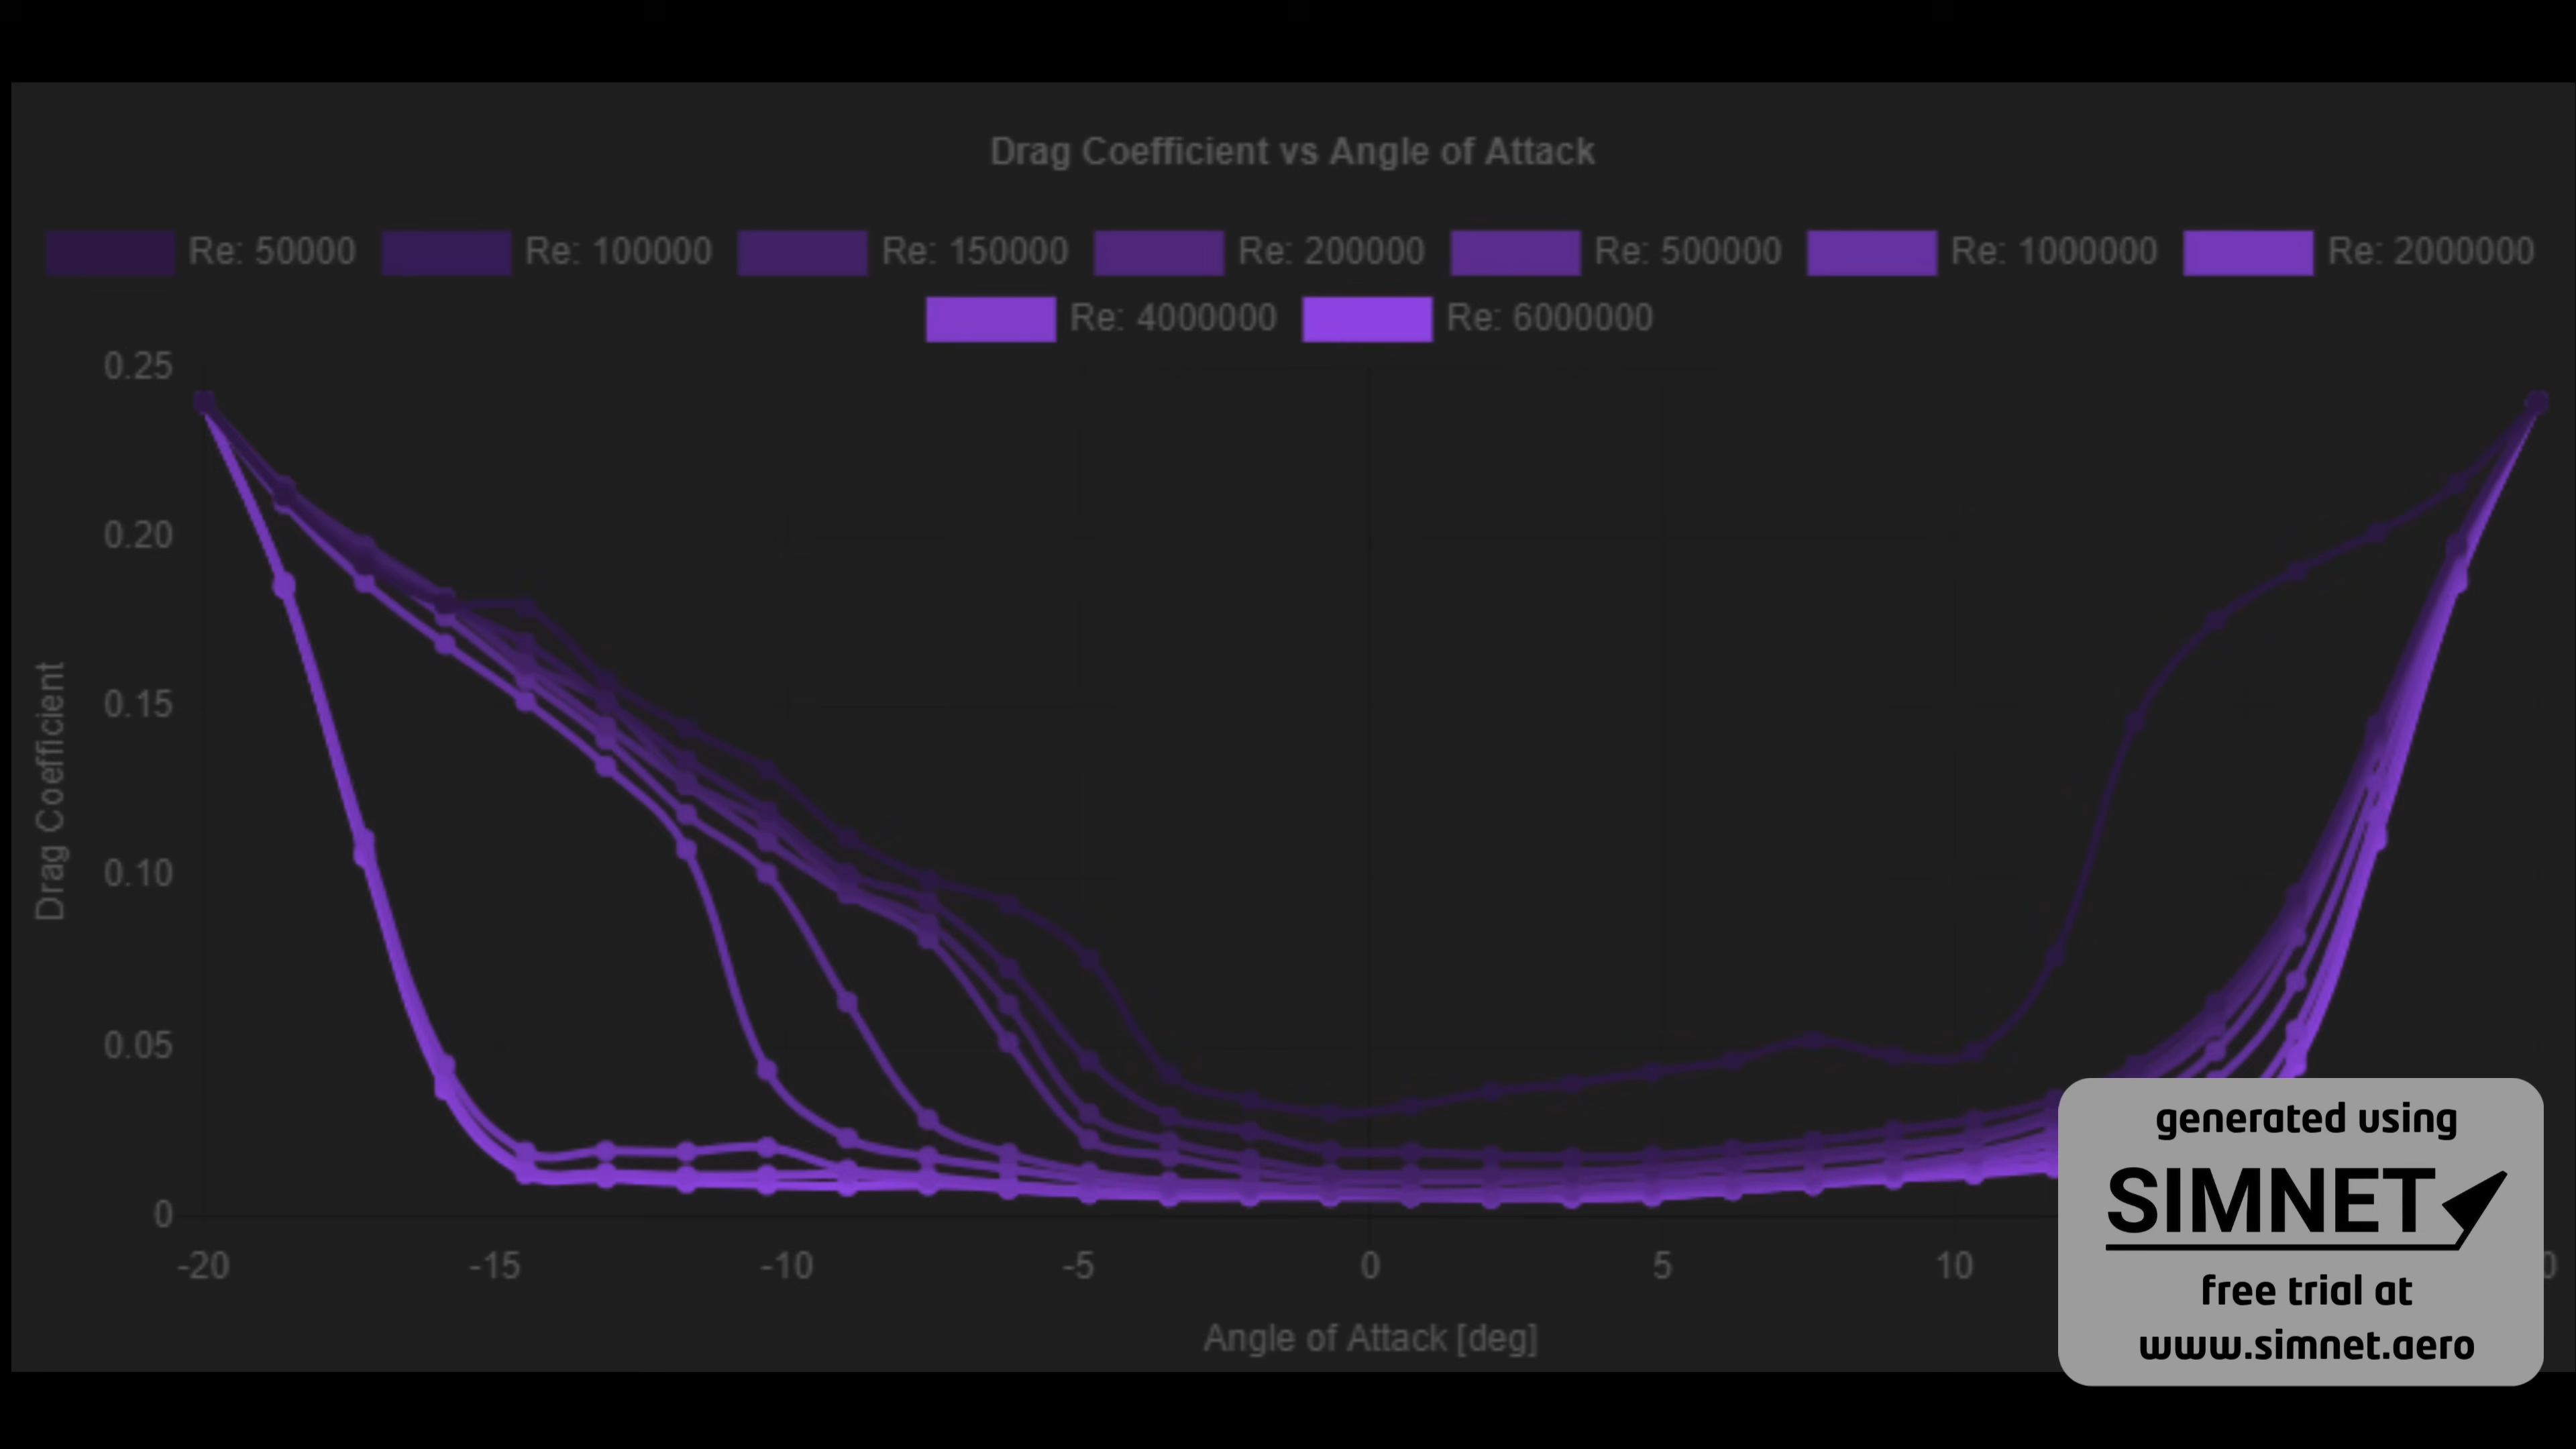 Drag Coefficient vs Angle of Attack
Re: 50000 Re: 100000 Re: 150000 Re: 200000 Re: 500000 Re: 1000000 Re: 2000000
Re: 4000000 Re: 6000000
0.25
0.20
0.15
0.10
0.05
0
Drag Coefficient
-20 -15 -10 -5 0 5 10
Angle of Attack [deg]
generated using
SIMNET
free trial at
www.simnet.aero